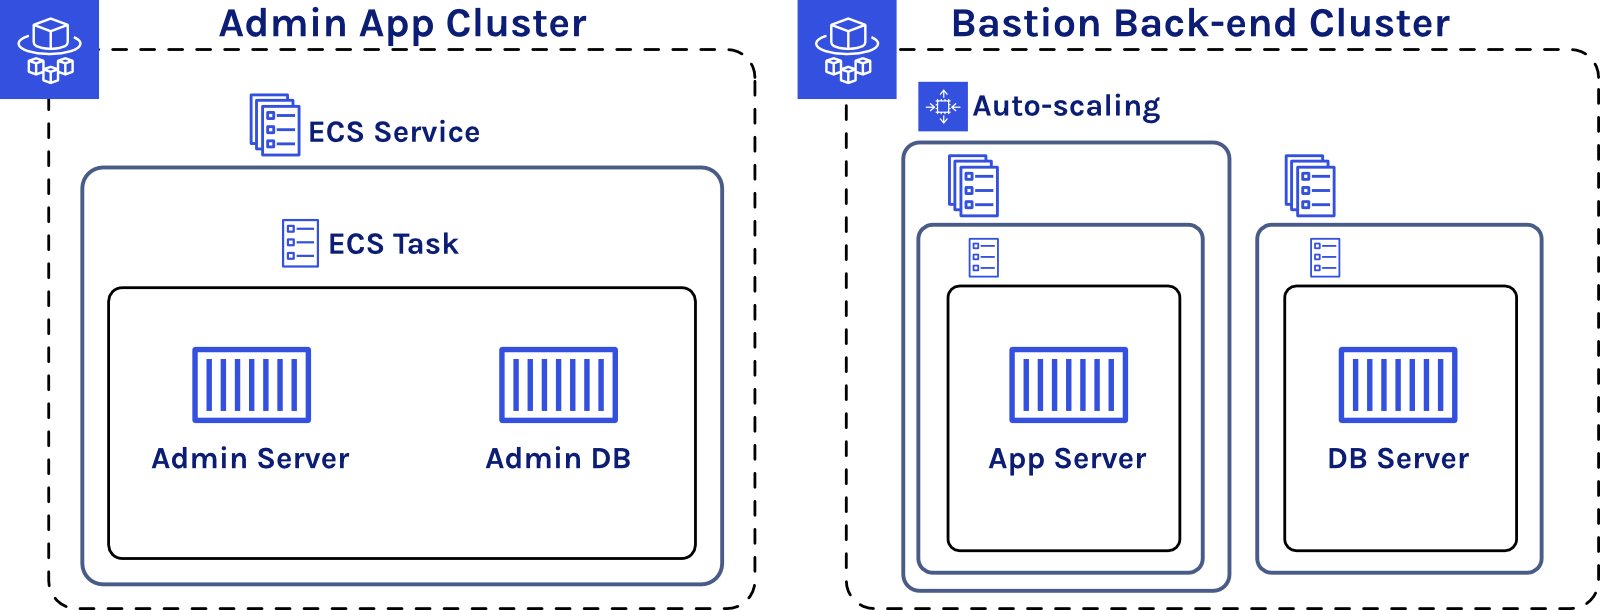 Admin App Cluster
ECS Service
ECS Task
Admin Server
Admin DB
Bastion Back-end Cluster
Auto-scaling
App Server
DB Server